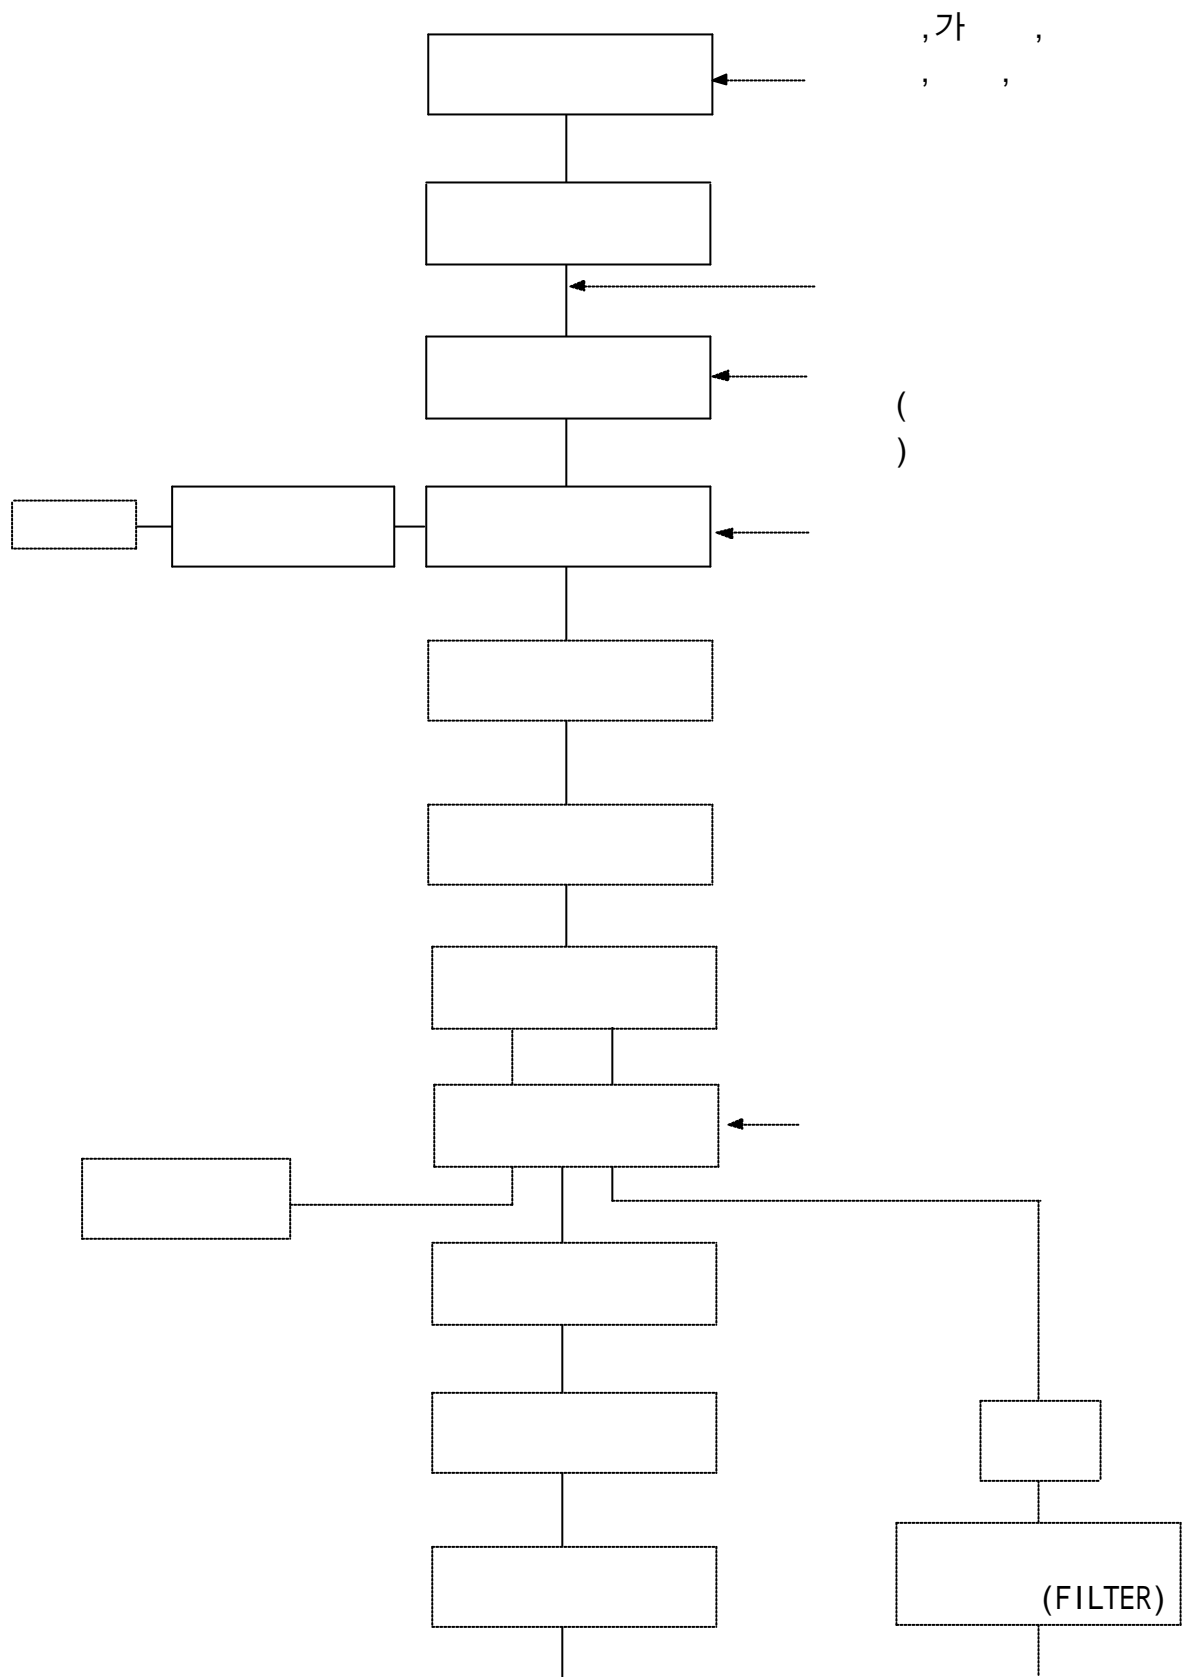 ,가 ,
, ,
(
)
(FILTER)